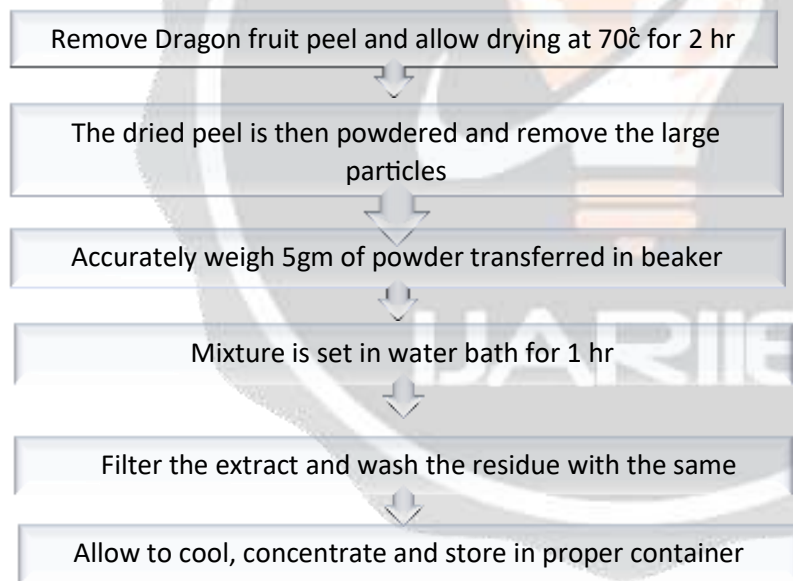 Remove Dragon fruit peel and allow drying at 70c̊ for 2 hr
The dried peel is then powdered and remove the large
particles
Accurately weigh 5gm of powder transferred in beaker
Mixture is set in water bath for 1 hr
Filter the extract and wash the residue with the same
Allow to cool, concentrate and store in proper container